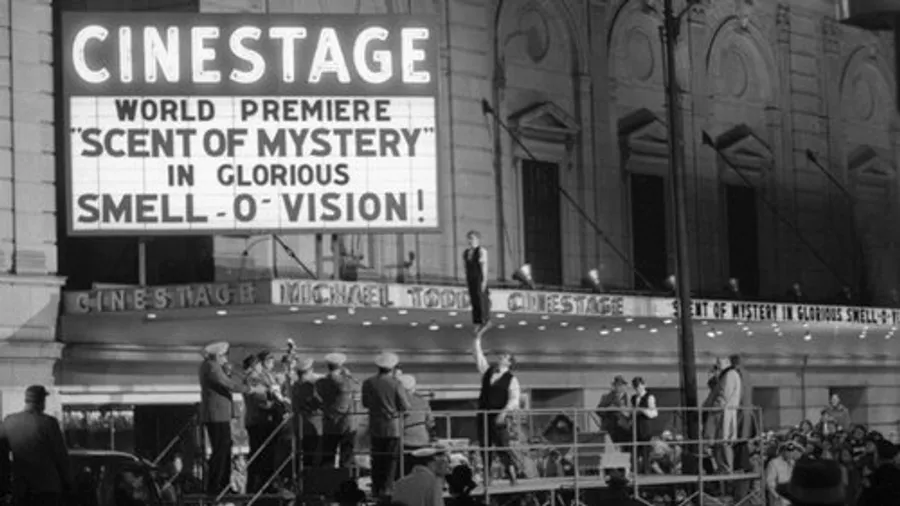 CINESTAGE
WORLD PREMIERE
"SCENT OF MYSTERY"
IN GLORIOUS
SMELL-O-VISION!
CINESTAGE MICHAEL TODD CINESTAGE SCENT OF MYSTERY IN GLORIOUS SMELL-O-V